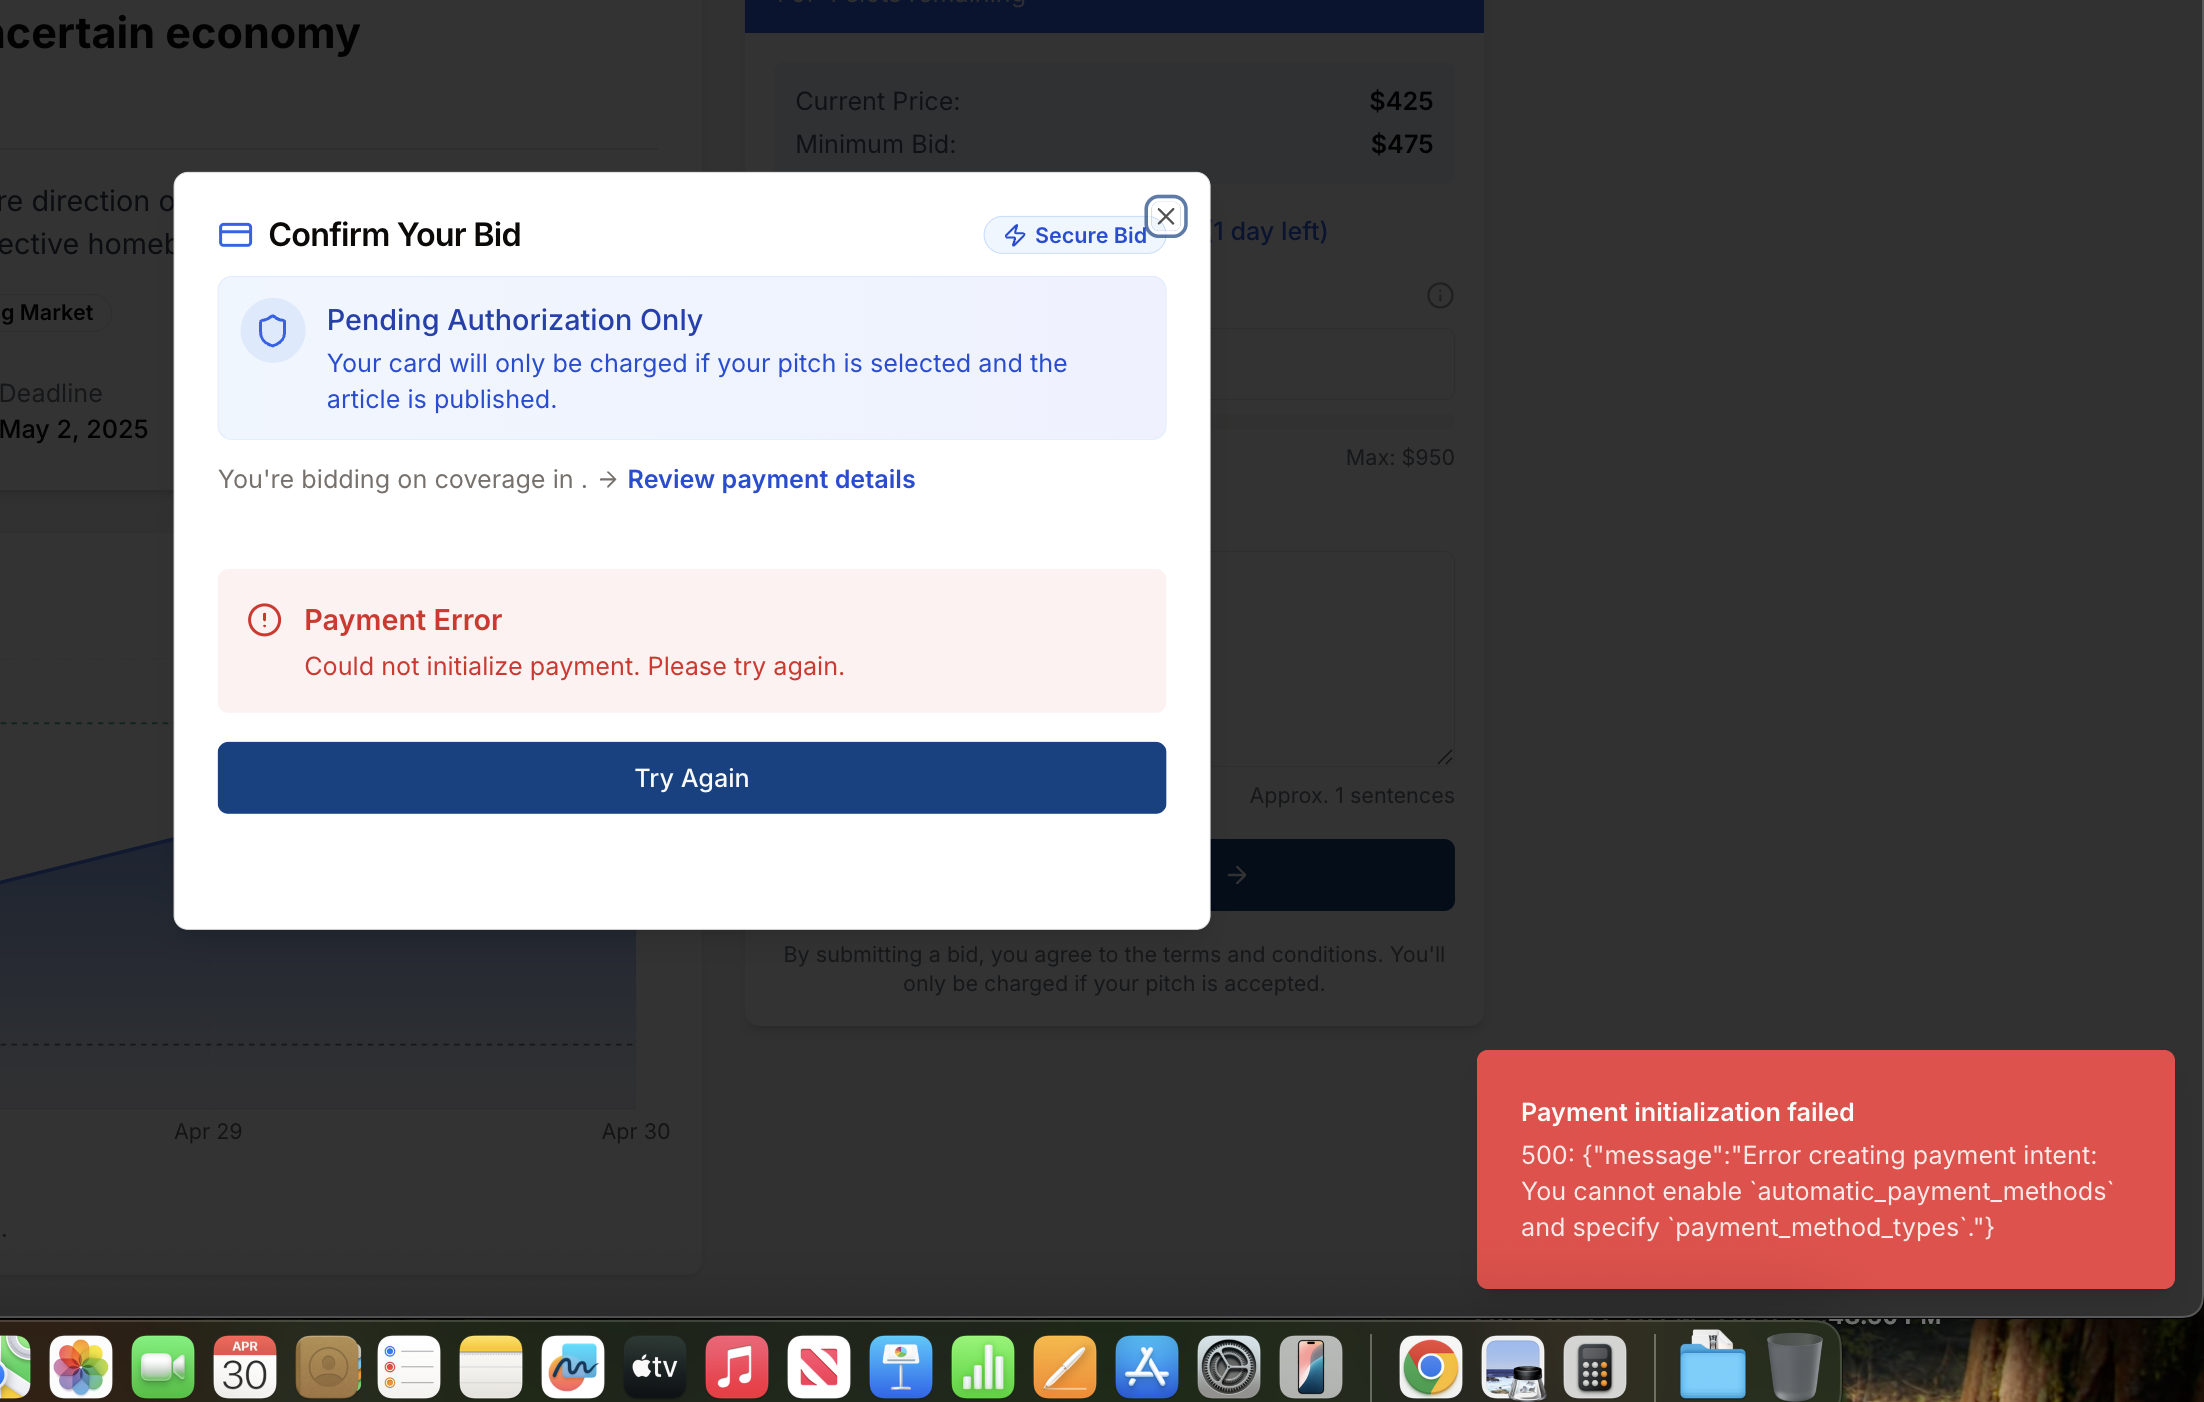 ncertain economy
re direction o
ective homeb
g Market
Deadline
May 2, 2025
Apr 29
Apr 30
Current Price:
$425
Minimum Bid:
$475
(1 day left)
Max: $950
Approx. 1 sentences
By submitting a bid, you agree to the terms and conditions. You'll
only be charged if your pitch is accepted.
Confirm Your Bid
Secure Bid
Pending Authorization Only
Your card will only be charged if your pitch is selected and the
article is published.
You're bidding on coverage in . → Review payment details
Payment Error
Could not initialize payment. Please try again.
Try Again
Payment initialization failed
500: {"message":"Error creating payment intent:
You cannot enable `automatic_payment_methods`
and specify `payment_method_types`."}
APR
30
tv